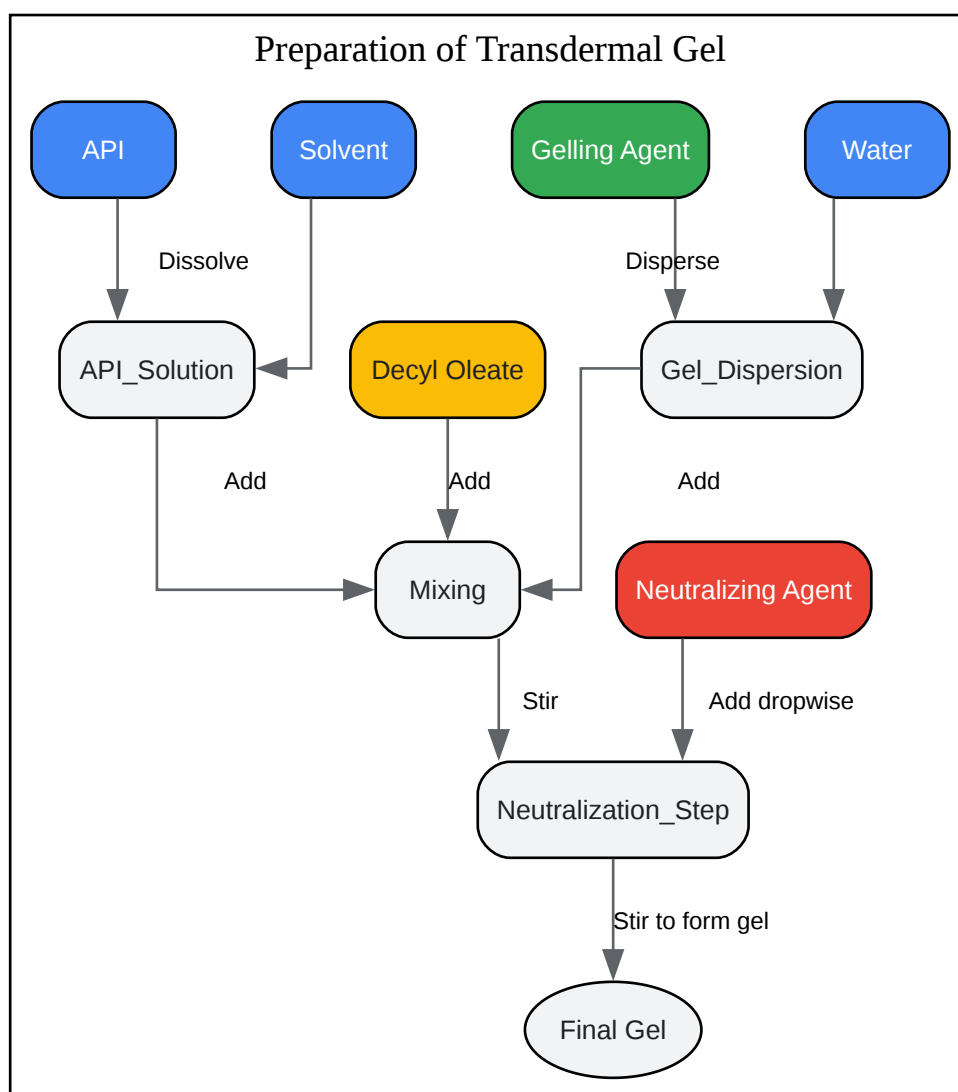 Preparation of Transdermal Gel
API
Solvent
Gelling Agent
Water
Dissolve
Disperse
API_Solution
Decyl Oleate
Gel_Dispersion
Add
Add
Add
Mixing
Neutralizing Agent
Stir
Add dropwise
Neutralization_Step
Stir to form gel
Final Gel